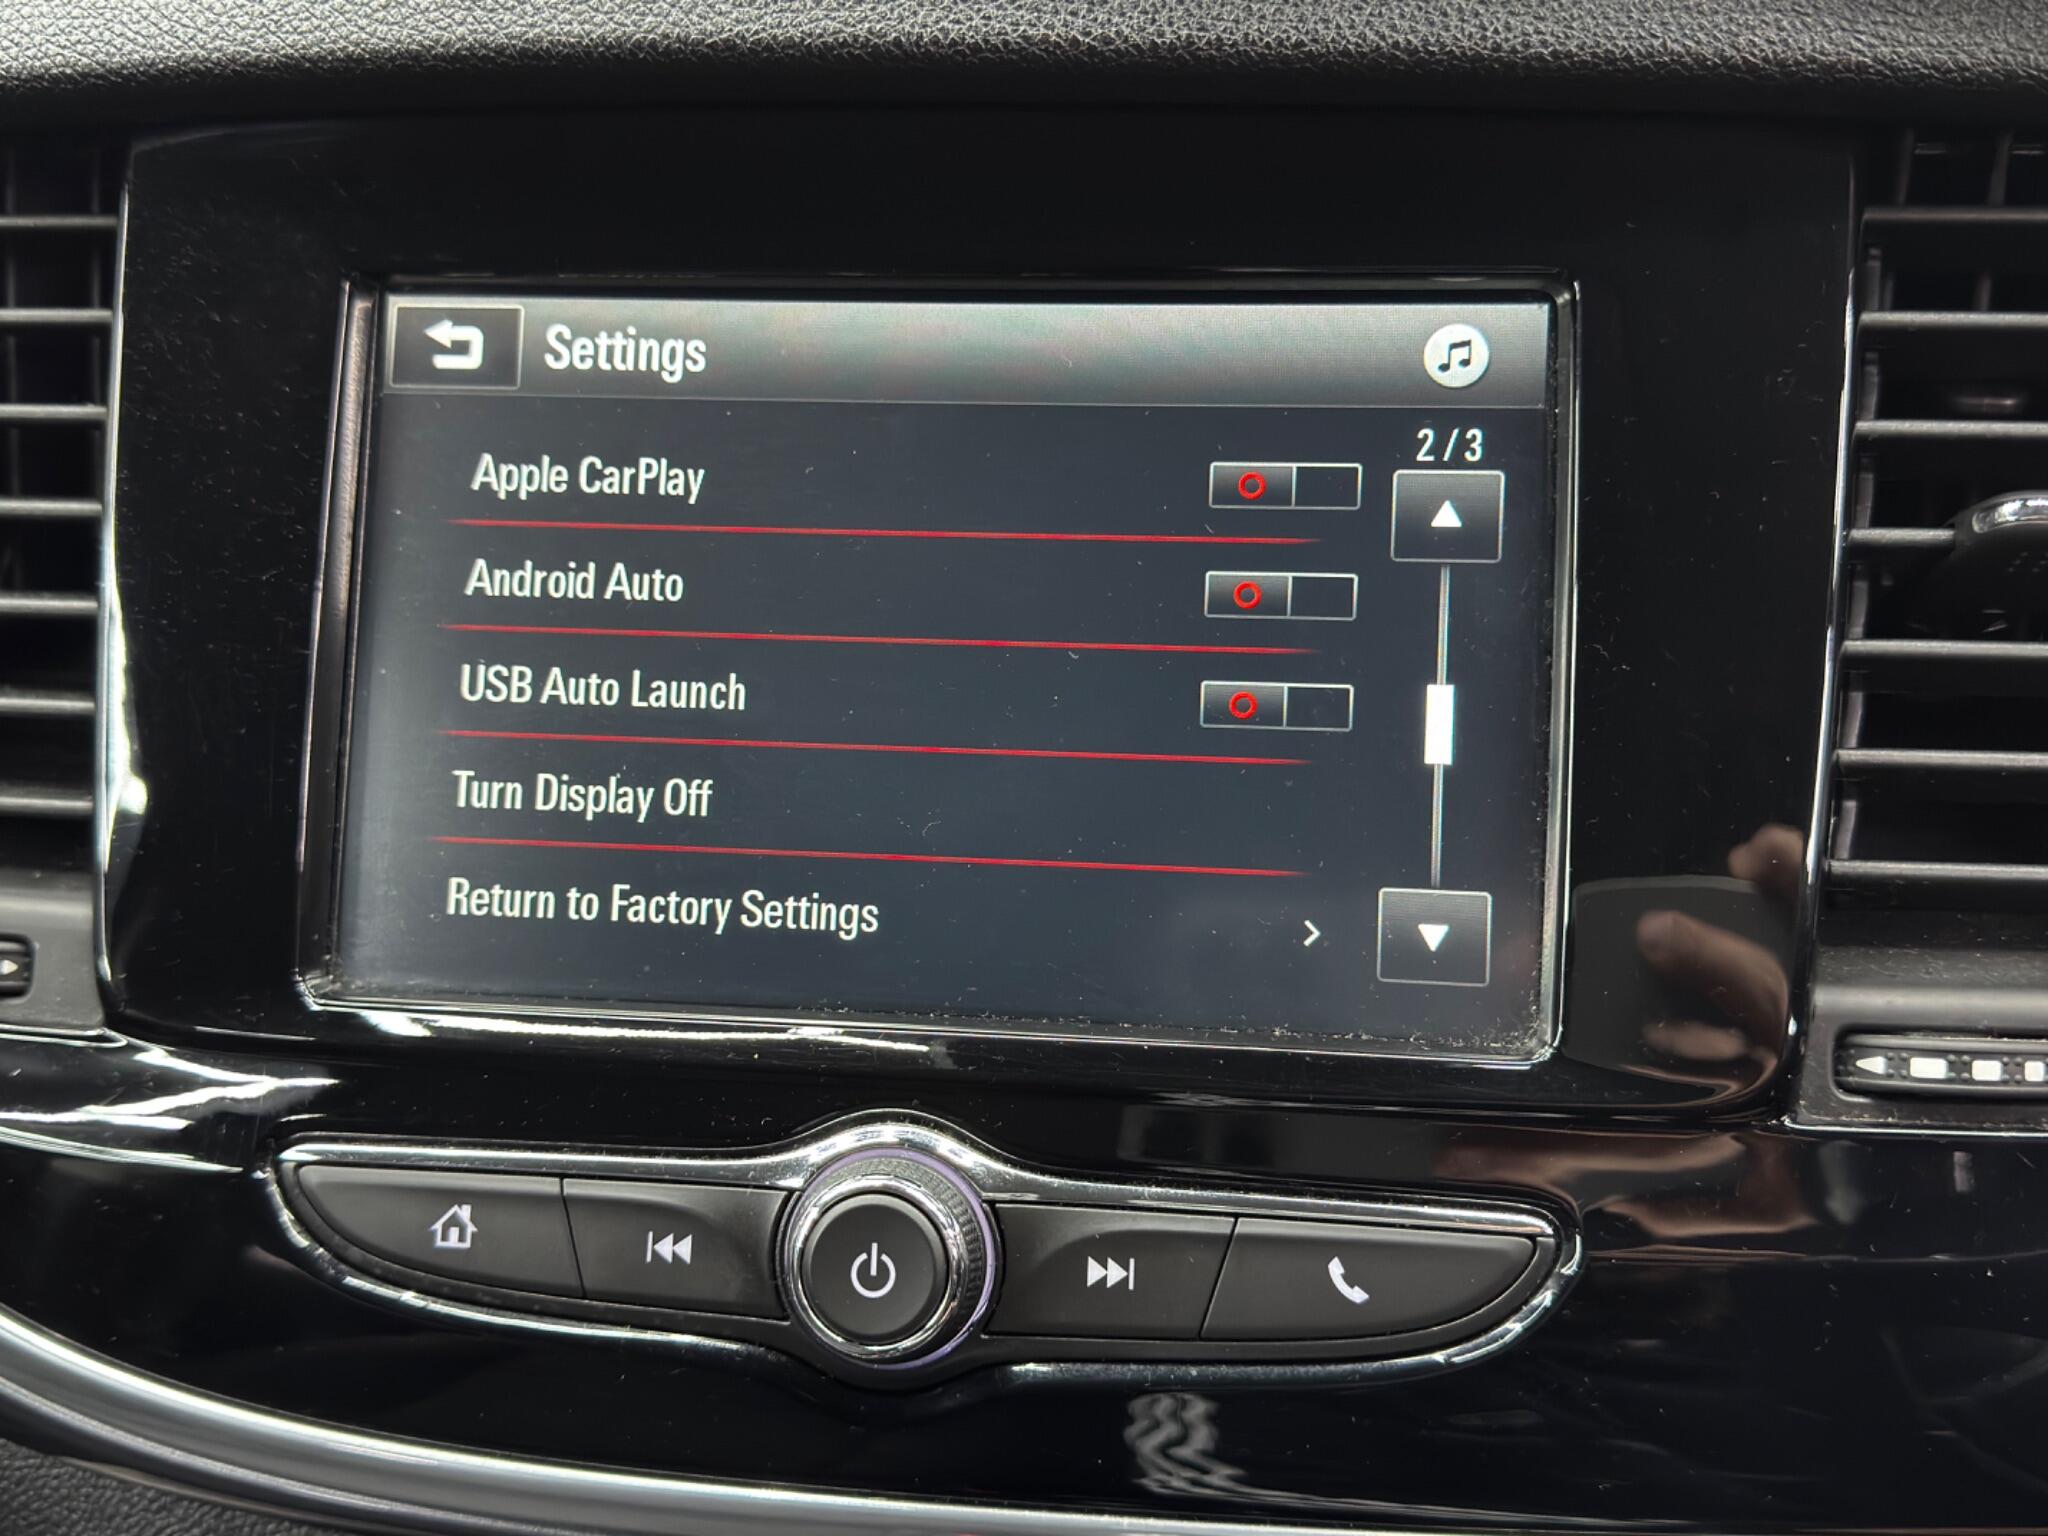 Settings
2/3
Apple CarPlay
Android Auto
USB Auto Launch
Turn Display Off
Return to Factory Settings